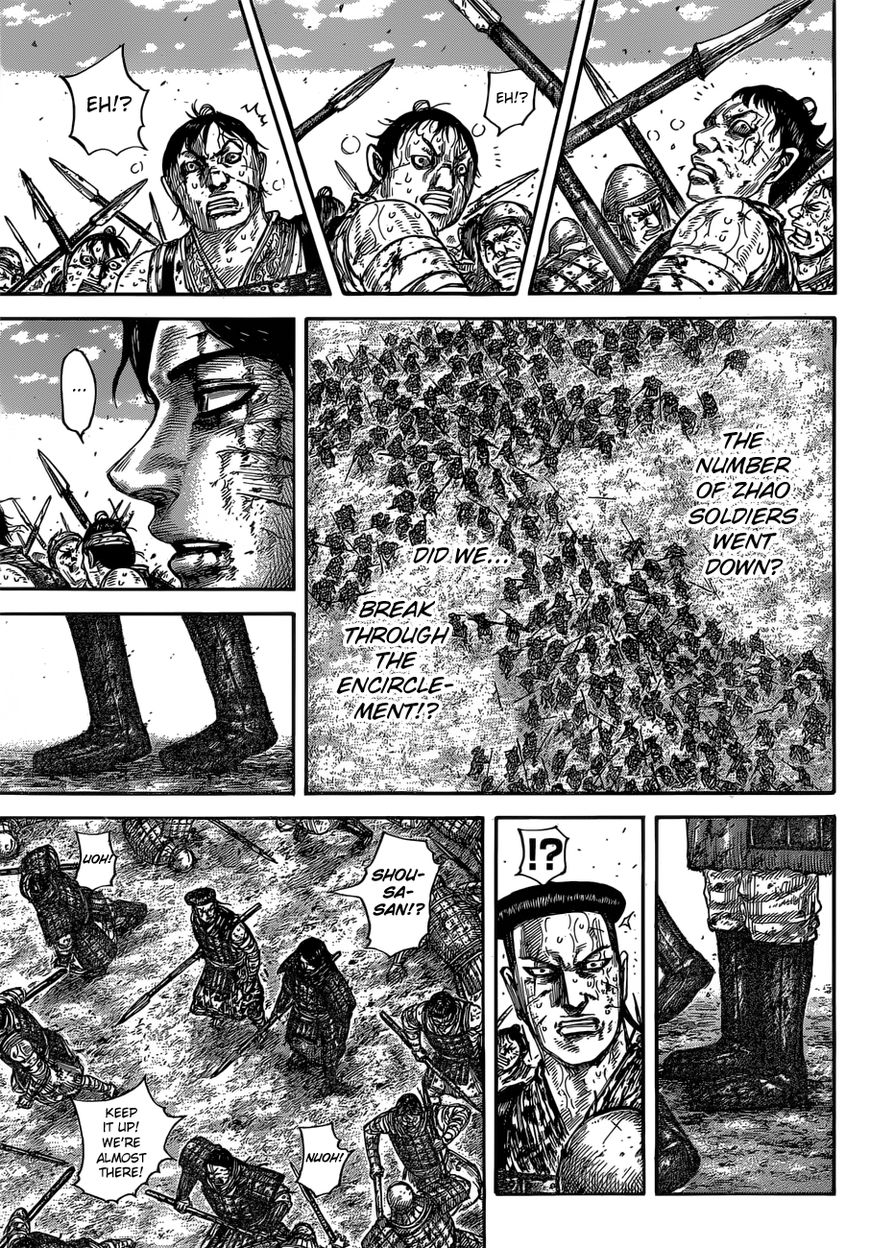 EH!?
EH!?
THE
NUMBER
OF ZHAO
SOLDIERS
WENT
DOWN?
DID WE...
BREAK
THROUGH
THE
ENCIRCLE-
MENT!?
...
!?
SHOU-
SA-
SAN!?
UOH!
NUOH!
KEEP
IT UP!
WE'RE
ALMOST
THERE!